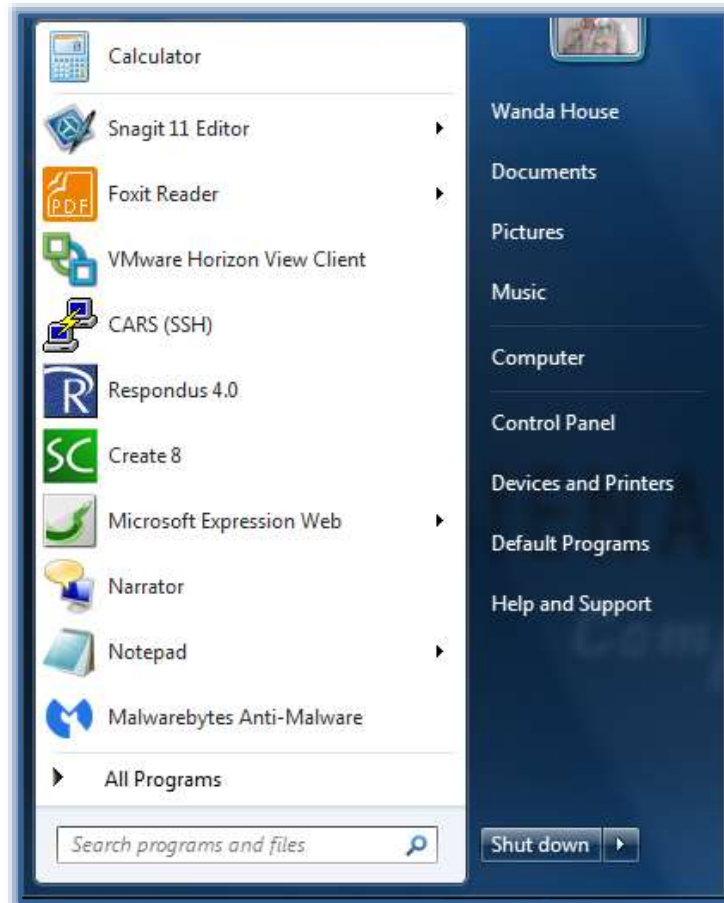 Calculator
Snagit 11 Editor
Foxit Reader
PDF
VMware Horizon View Client
CARS (SSH)
R
Respondus 4.0
SC
Create 8
Microsoft Expression Web
Narrator
Notepad
Malwarebytes Anti-Malware
All Programs
Search programs and files
Wanda House
Documents
Pictures
Music
Computer
Control Panel
Devices and Printers
Default Programs
Help and Support
Shut down